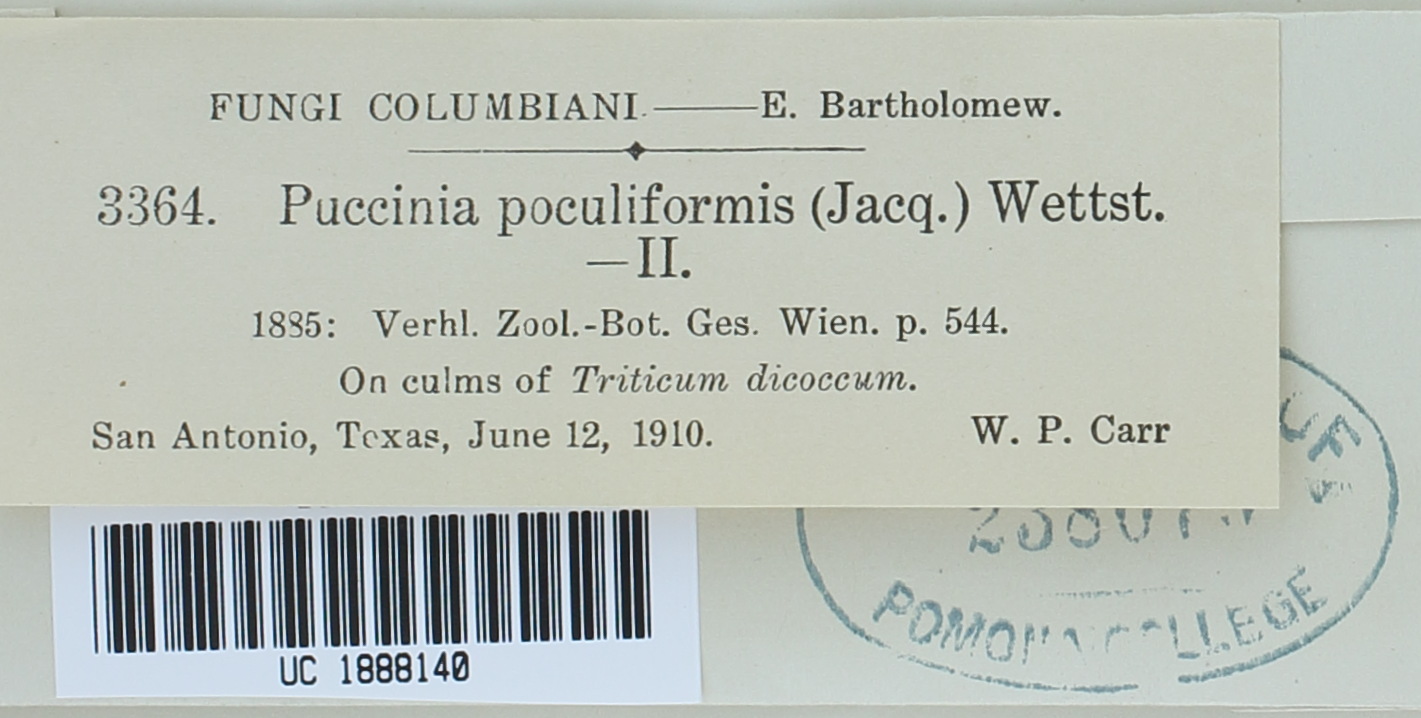 FUNGI COLUMBIANI.——E. Bartholomew.
3364. Puccinia poculiformis (Jacq.) Wettst.
—II.
1885: Verhl. Zool.-Bot. Ges. Wien. p. 544.
On culms of Triticum dicoccum.
San Antonio, Texas, June 12, 1910. W. P. Carr
POMONA COLLEGE
UC 1888140